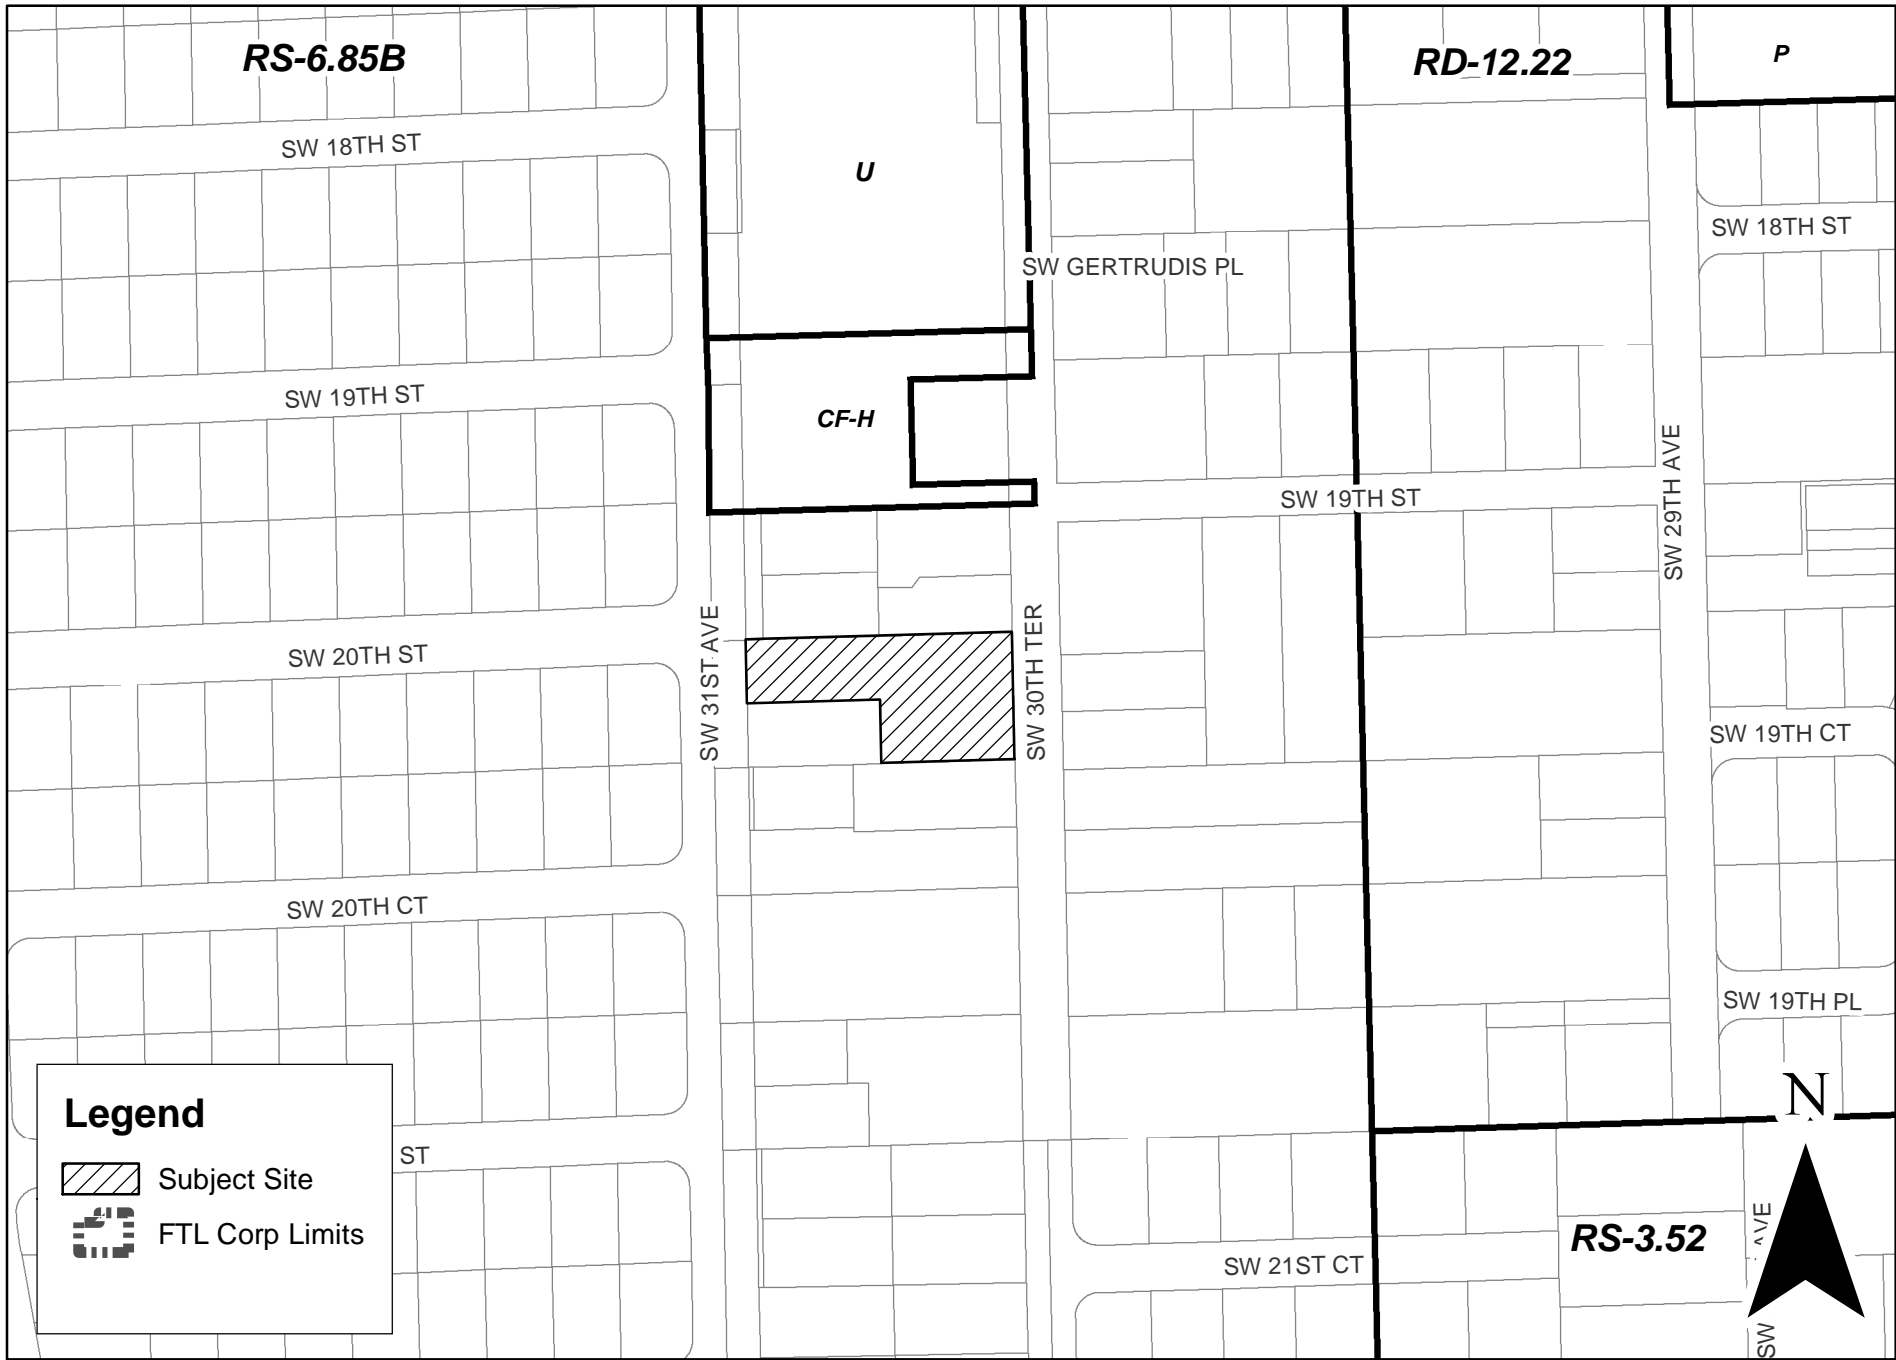 RS-6.85B
RD-12.22
P
SW 18TH ST
U
SW 18TH ST
SW GERTRUDIS PL
SW 19TH ST
CF-H
SW 29TH AVE
SW 19TH ST
SW 31ST AVE
SW 30TH TER
SW 20TH ST
SW 19TH CT
SW 20TH CT
SW 19TH PL
N
Legend
ST
Subject Site
FTL Corp Limits
RS-3.52
SW AVE
SW 21ST CT